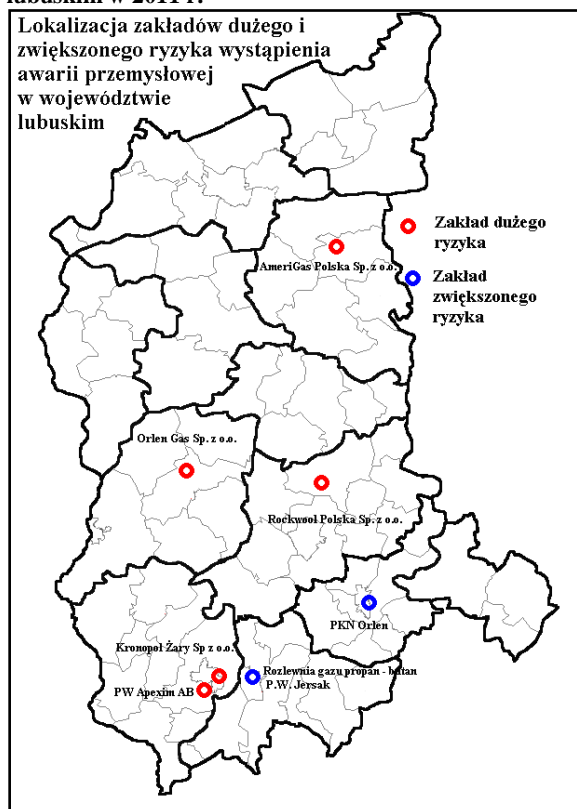 lubuskim w 2011 r.
Lokalizacja zakładów dużego i
zwiększonego ryzyka wystąpienia
awarii przemysłowej
w województwie
lubuskim
Zakład dużego
ryzyka
AmeriGas Polska Sp. z o.o.
Zakład
zwiększonego
ryzyka
Orlen Gas Sp. z o.o.
Rockwool Polska Sp. z o.o.
PKN Orlen
Kronopol Żary Sp z o.o.
Rozlewnia gazu propan - butan
P.W. Jersak
PW Apexim AB